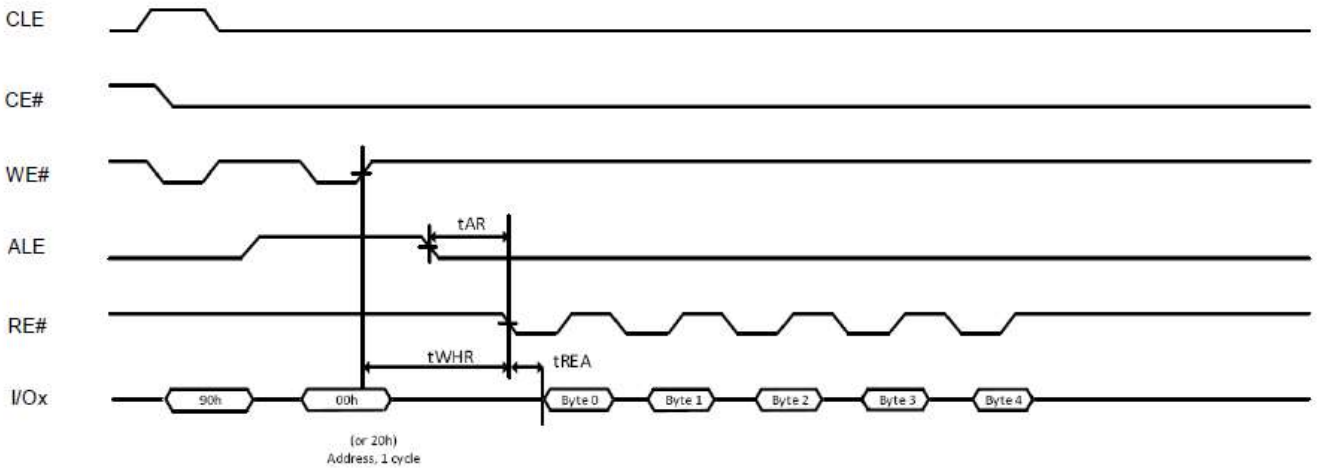 CLE
CE#
WE#
ALE
tAR
RE#
tWHR
tREA
I/Ox
90h
00h
Byte 0
Byte 1
Byte 2
Byte 3
Byte 4
(or 20h)
Address, 1 cycle